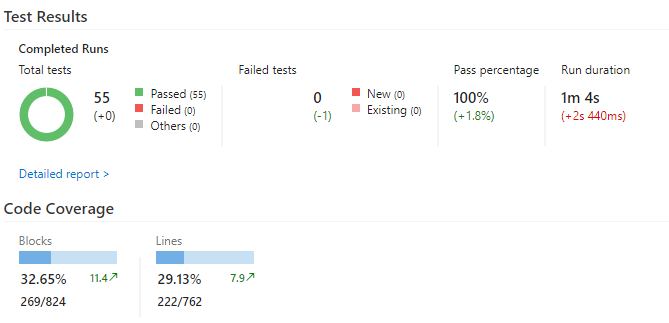 Test Results
Completed Runs
Total tests
55
(+0)
Passed (55)
Failed (0)
Others (0)
Failed tests
0
(-1)
New (0)
Existing (0)
Pass percentage
100%
(+1.8%)
Run duration
1m 4s
(+2s 440ms)
Detailed report >
Code Coverage
Blocks
32.65% 11.4↗
269/824
Lines
29.13% 7.9↗
222/762